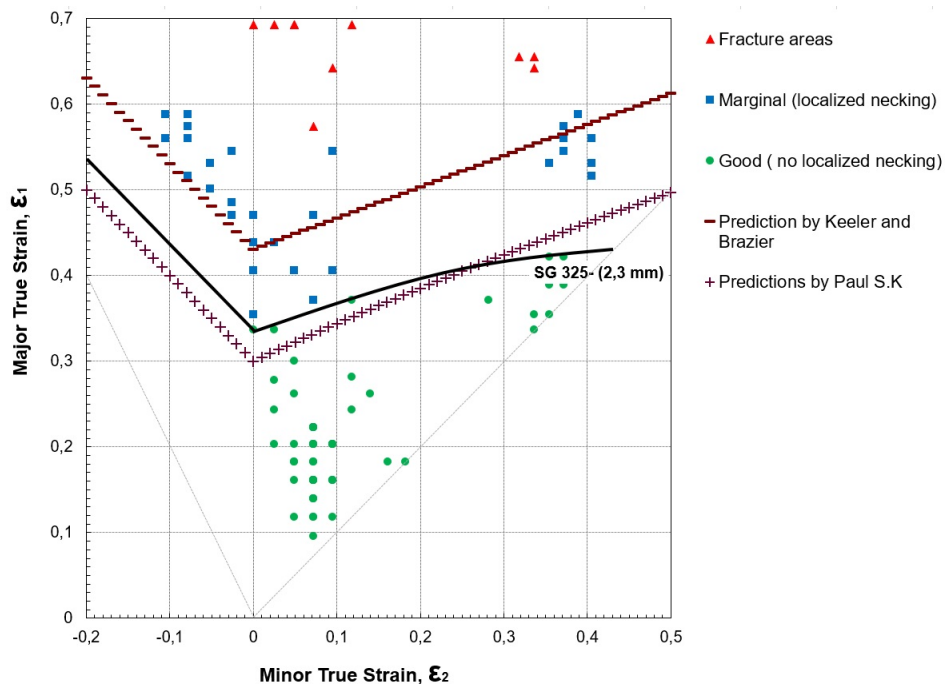 0,7
0,6
0,5
0,4
0,3
0,2
0,1
0
-0,2 -0,1 0 0,1 0,2 0,3 0,4 0,5
Major True Strain, ε1
Minor True Strain, ε2
SG 325- (2,3 mm)
Fracture areas
Marginal (localized necking)
Good ( no localized necking)
Prediction by Keeler and
Brazier
Predictions by Paul S.K